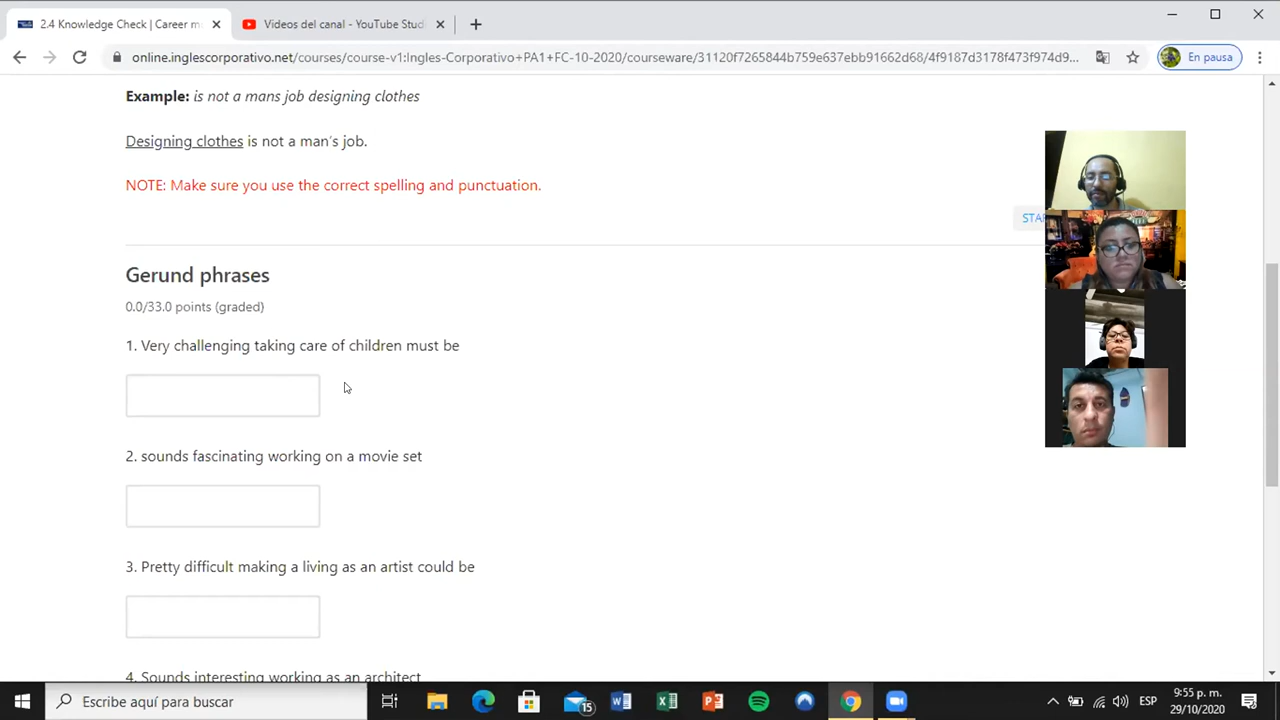 2.4 Knowledge Check | Career m
Videos del canal - YouTube Stud
online.inglescorporativo.net/courses/course-v1:Ingles-Corporativo+PA1+FC-10-2020/courseware/31120f7265844b759e637ebb91662d68/4f9187d3178f473f974d9...
En pausa
Example: is not a mans job designing clothes
Designing clothes is not a man's job.
NOTE: Make sure you use the correct spelling and punctuation.
Gerund phrases
0.0/33.0 points (graded)
1. Very challenging taking care of children must be
2. sounds fascinating working on a movie set
3. Pretty difficult making a living as an artist could be
4. Sounds interesting working as an architect
Escribe aquí para buscar
15
ESP
9:55 p. m.
29/10/2020